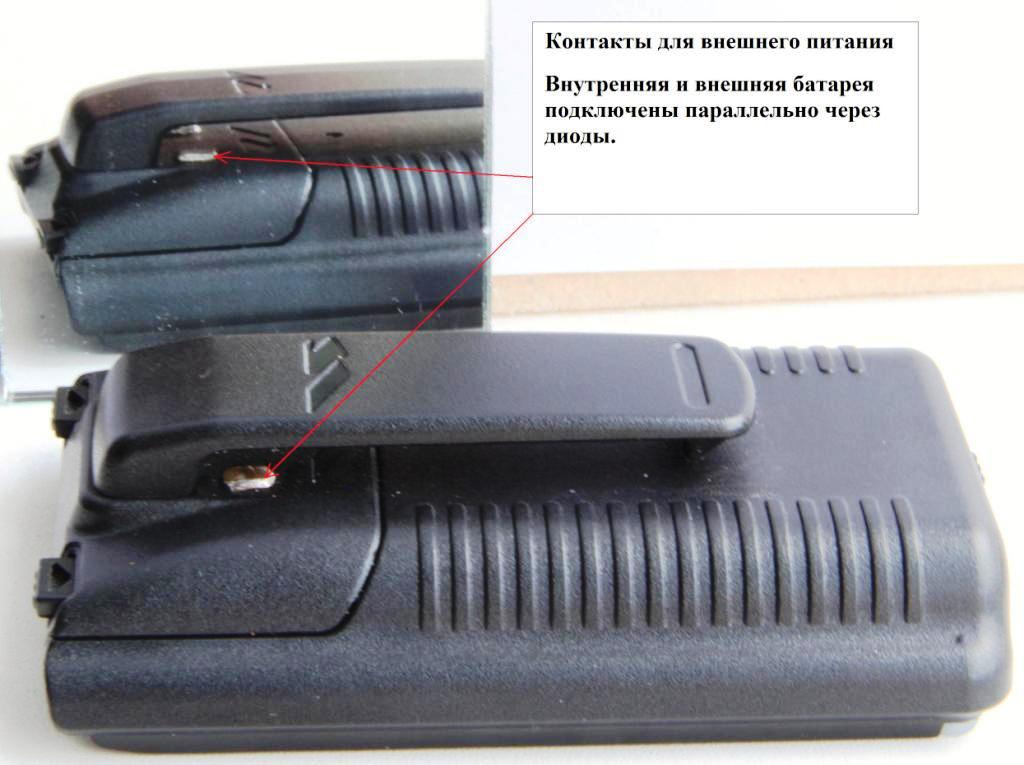 Контакты для внешнего питания
Внутренняя и внешняя батарея
подключены параллельно через
диоды.